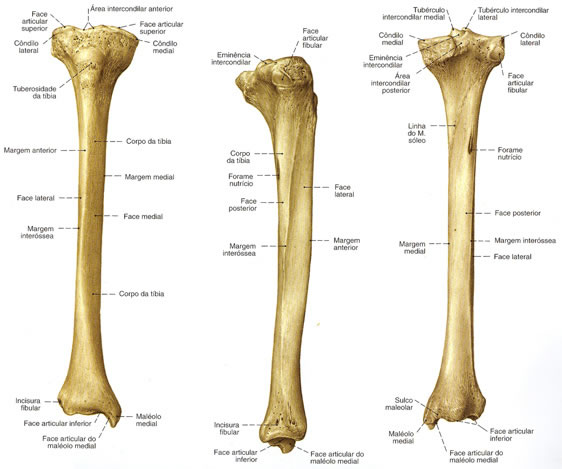 Face
articular
superior
Área intercondilar anterior
Face articular
superior
Côndilo
lateral
Côndilo
medial
Tuberosidade
da tíbia
Corpo da tíbia
Margem anterior
Margem medial
Face lateral
Face medial
Margem
interóssea
Corpo da tíbia
Incisura
fibular
Face articular inferior
Maléolo
medial
Face articular do
maléolo medial
Face
articular
fibular
Eminência
intercondilar
Corpo
da tíbia
Forame
nutrício
Face
posterior
Face
lateral
Margem
interóssea
Margem
anterior
Incisura
fibular
Face articular
inferior
Face articular do
maléolo medial
Tubérculo
intercondilar medial
Tubérculo intercondilar
lateral
Côndilo
medial
Côndilo
lateral
Eminência
intercondilar
Área
intercondilar
posterior
Face
articular
fibular
Linha
do M.
sóleo
Forame
nutrício
Face posterior
Margem
medial
Margem interóssea
Face lateral
Sulco
maleolar
Maléolo
medial
Face articular
inferior
Face articular do
maléolo medial